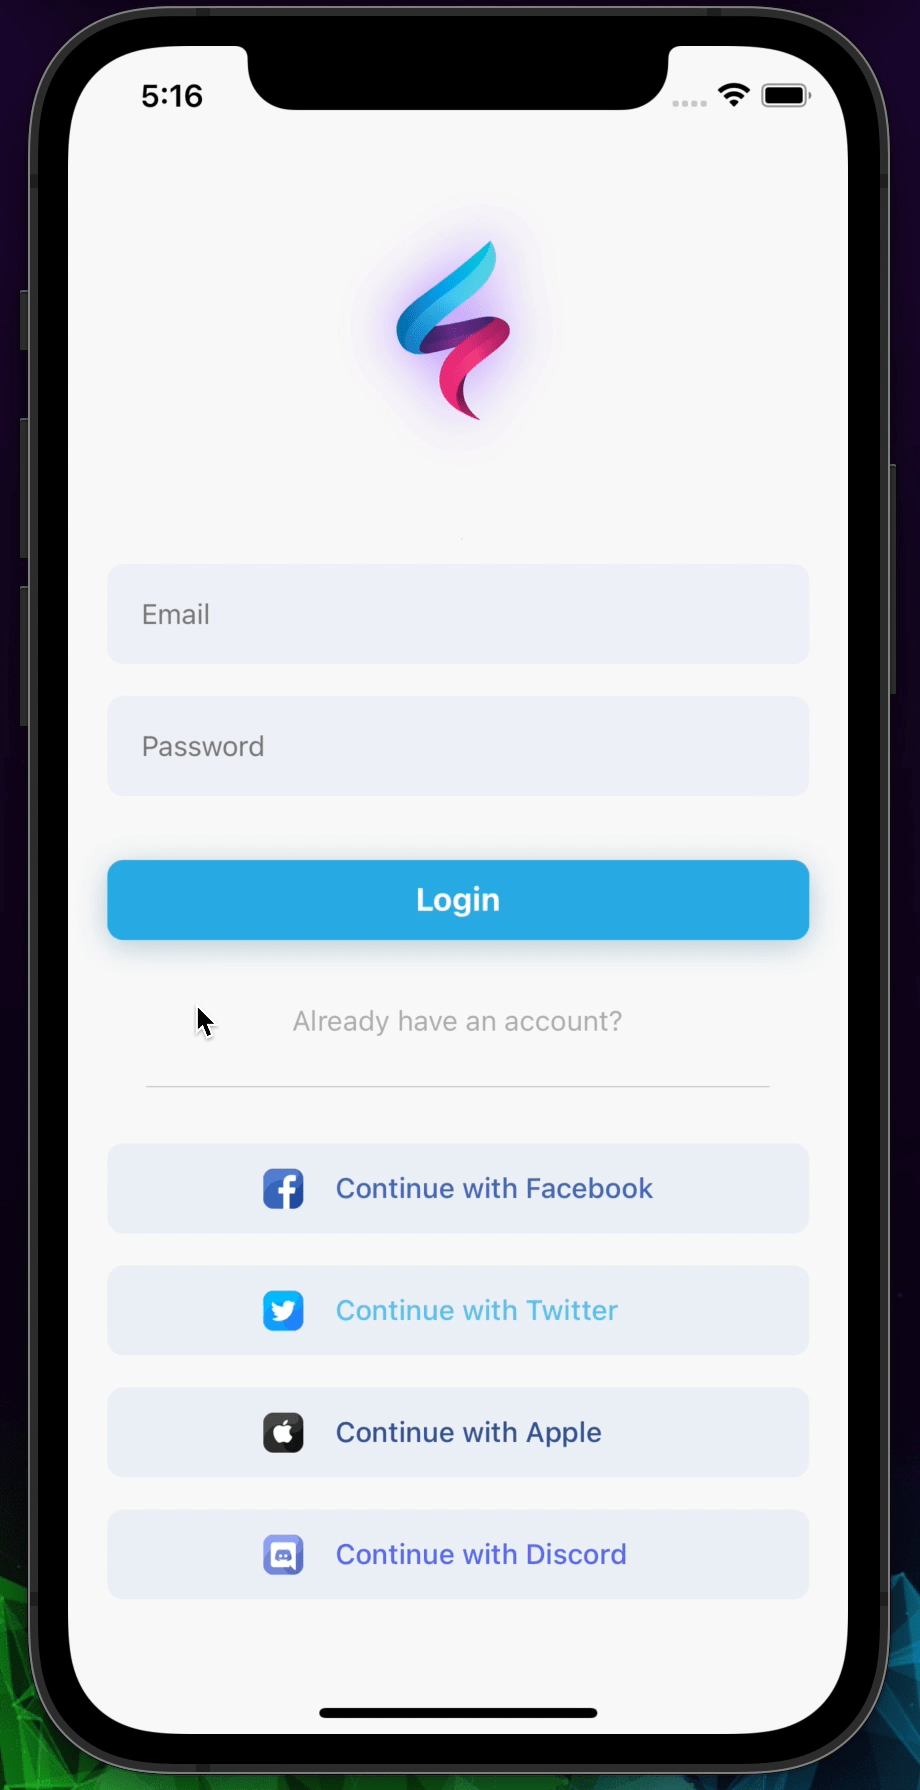 5:16
Email
Password
Login
Already have an account?
Continue with Facebook
Continue with Twitter
Continue with Apple
Continue with Discord